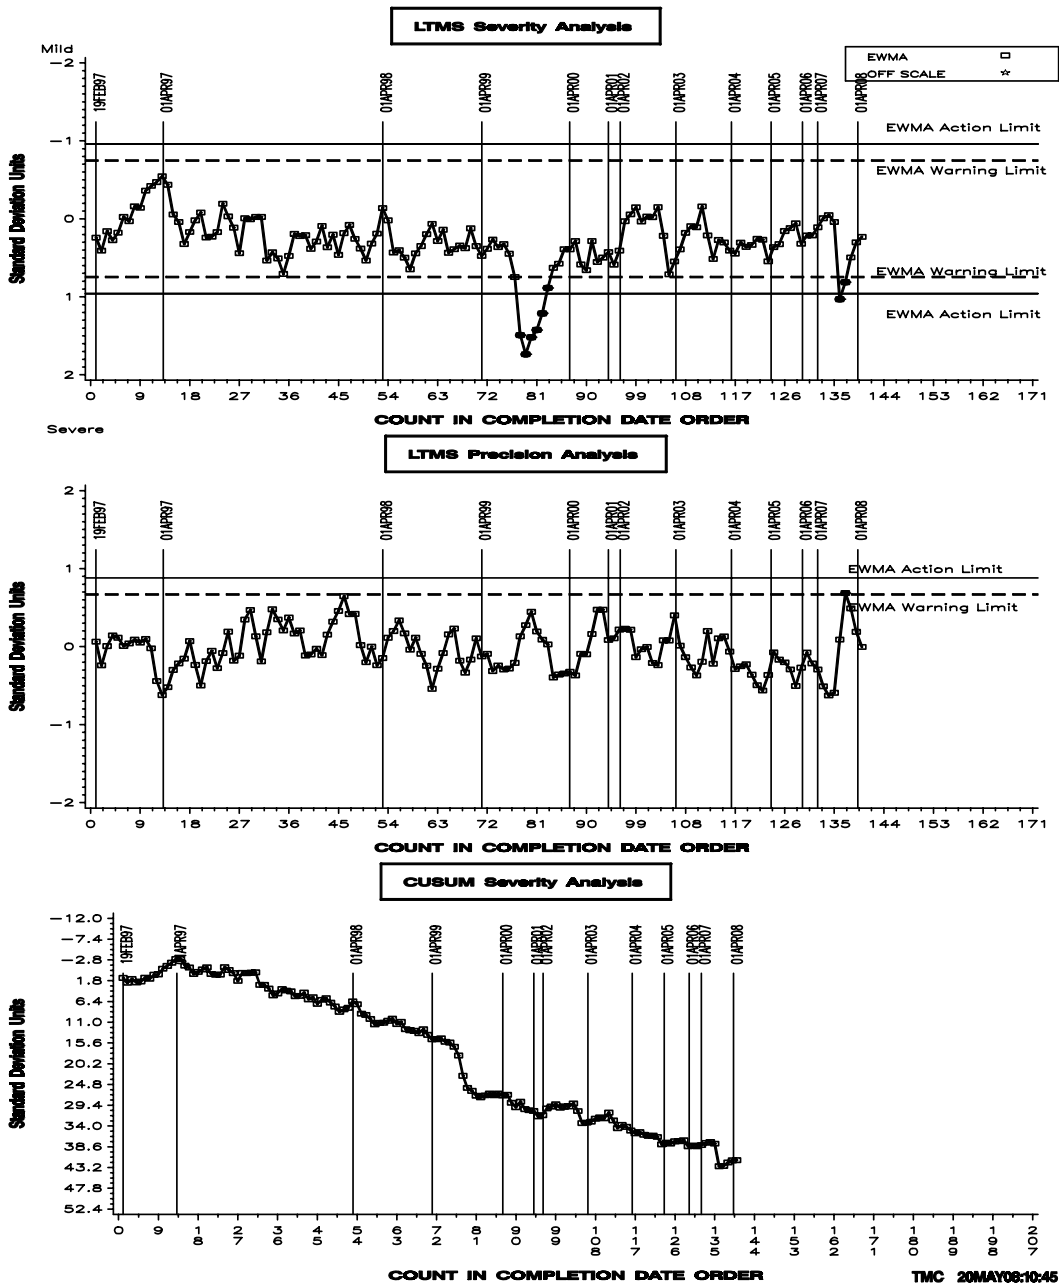 LTMS Severity Analysis
Mild
EWMA
OFF SCALE
−2
−1
0
1
2
Standard Deviation Units
19FEB97
01APR97
01APR98
01APR99
01APR00
01APR01
01APR02
01APR03
01APR04
01APR05
01APR06
01APR07
01APR08
EWMA Action Limit
EWMA Warning Limit
EWMA Warning Limit
EWMA Action Limit
0 9 18 27 36 45 54 63 72 81 90 99 108 117 126 135 144 153 162 171
COUNT IN COMPLETION DATE ORDER
Severe
LTMS Precision Analysis
2
1
0
−1
−2
Standard Deviation Units
19FEB97
01APR97
01APR98
01APR99
01APR00
01APR01
01APR02
01APR03
01APR04
01APR05
01APR06
01APR07
01APR08
EWMA Action Limit
EWMA Warning Limit
0 9 18 27 36 45 54 63 72 81 90 99 108 117 126 135 144 153 162 171
COUNT IN COMPLETION DATE ORDER
CUSUM Severity Analysis
−12.0
−7.4
−2.8
1.8
6.4
11.0
15.6
20.2
24.8
29.4
34.0
38.6
43.2
47.8
52.4
Standard Deviation Units
19FEB97
01APR97
01APR98
01APR99
01APR00
01APR01
01APR02
01APR03
01APR04
01APR05
01APR06
01APR07
01APR08
0 9 18 27 36 45 54 63 72 81 90 99 108 117 126 135 144 153 162 171 180 189 198 207
COUNT IN COMPLETION DATE ORDER
TMC 20MAY08:10:45